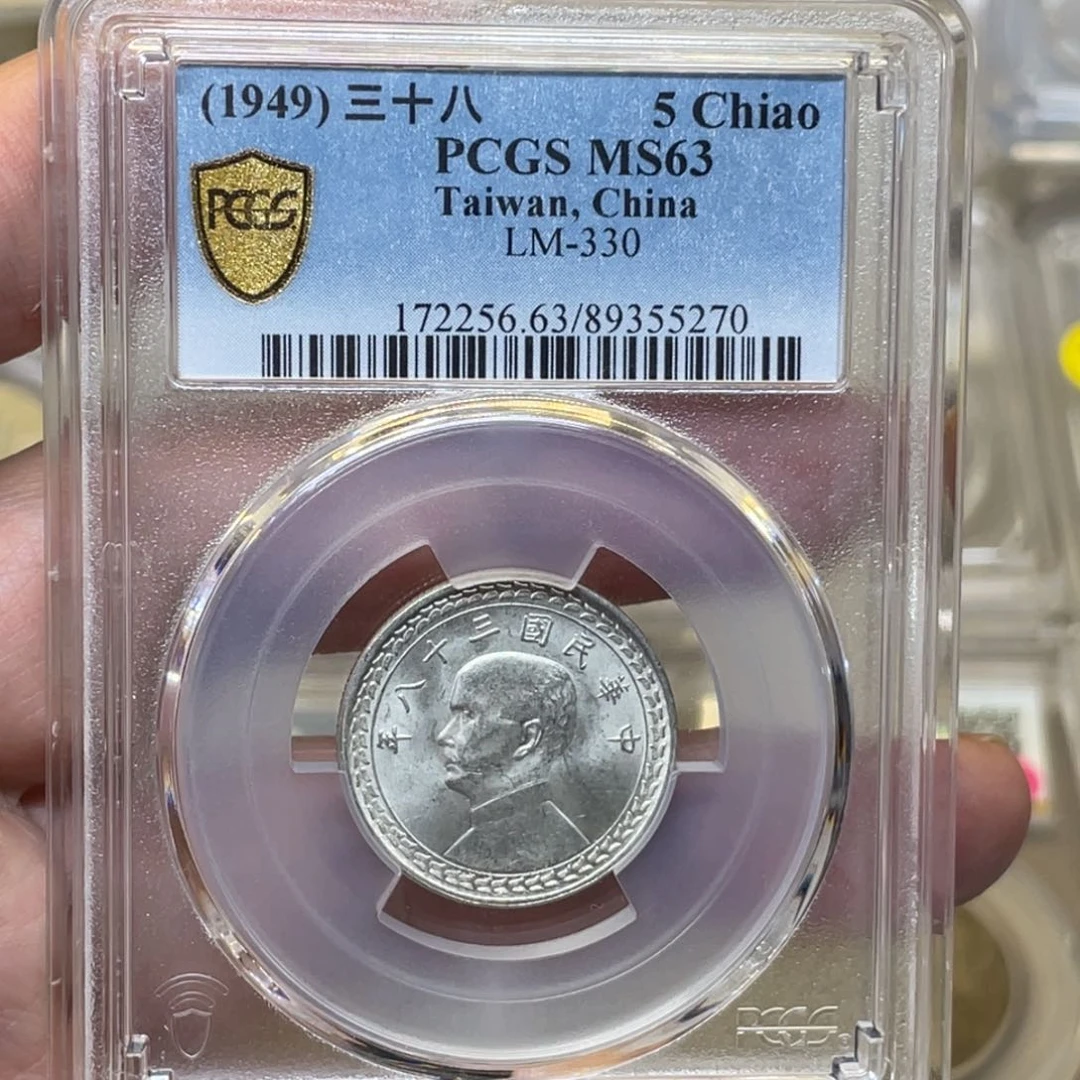 (1949) 三十八 5 Chiao
PCGS MS63
Taiwan, China
LM-330
PCGS
172256.63/89355270
中華民國三十八年
PCGS